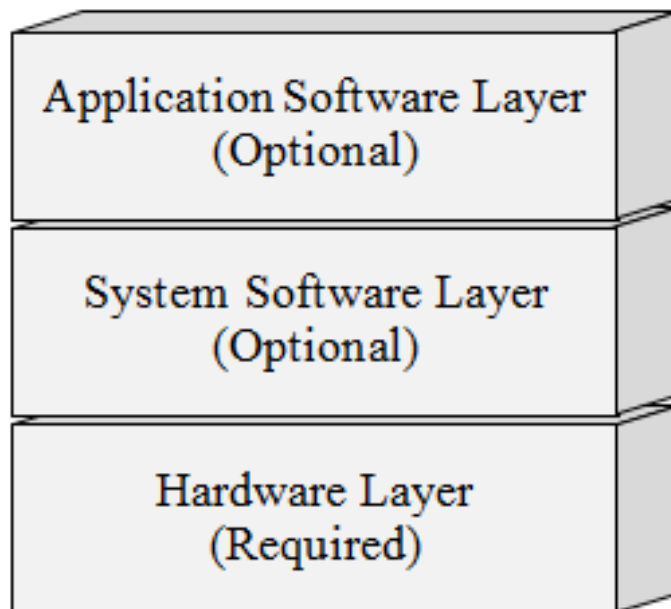 Application Software Layer
(Optional)
System Software Layer
(Optional)
Hardware Layer
(Required)